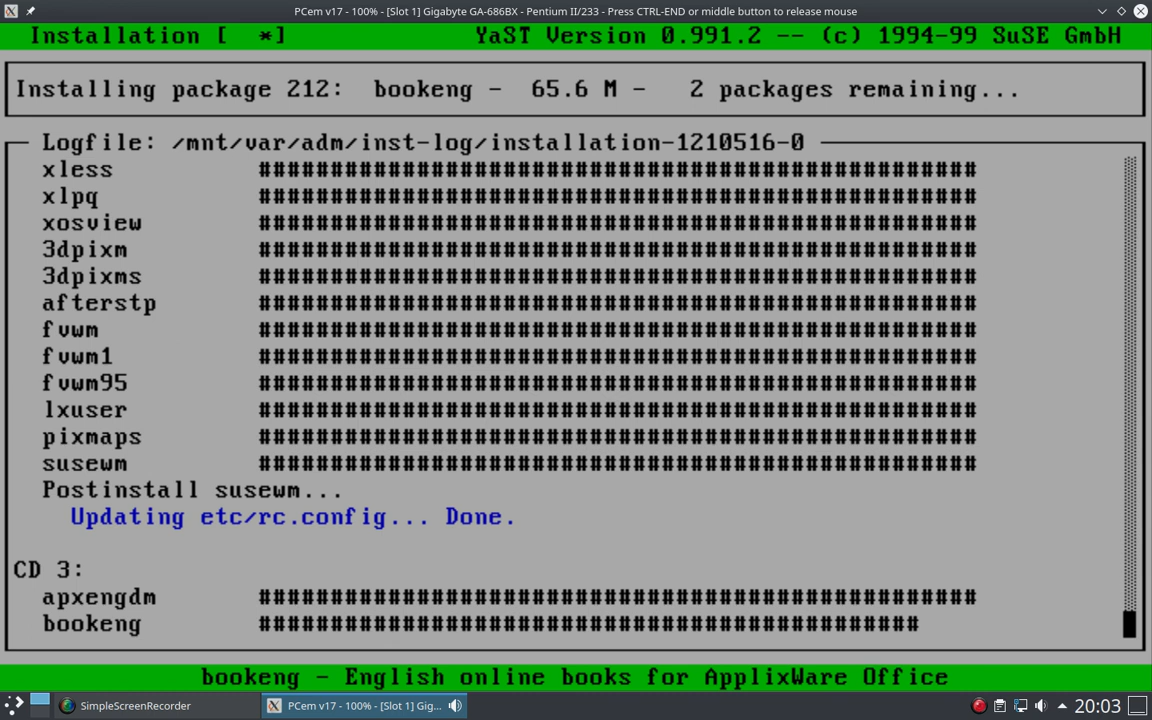 PCem v17 - 100% - [Slot 1] Gigabyte GA-686BX - Pentium II/233 - Press CTRL-END or middle button to release mouse
Installation [   *]   YaST Version 0.991.2 -- (c) 1994-99 SuSE GmbH
Installing package 212:  bookeng -  65.6 M -   2 packages remaining...
Logfile: /mnt/var/adm/inst-log/installation-1210516-0
xless ##################################################
xlpq ##################################################
xosview ##################################################
3dpixm ##################################################
3dpixms ##################################################
afterstp ##################################################
fvwm ##################################################
fvwm1 ##################################################
fvwm95 ##################################################
lxuser ##################################################
pixmaps ##################################################
susewm ##################################################
Postinstall susewm...
Updating etc/rc.config... Done.
CD 3:
apxengdm ##################################################
bookeng ##############################################
bookeng - English online books for ApplixWare Office
SimpleScreenRecorder
PCem v17 - 100% - [Slot 1] Gig...
20:03